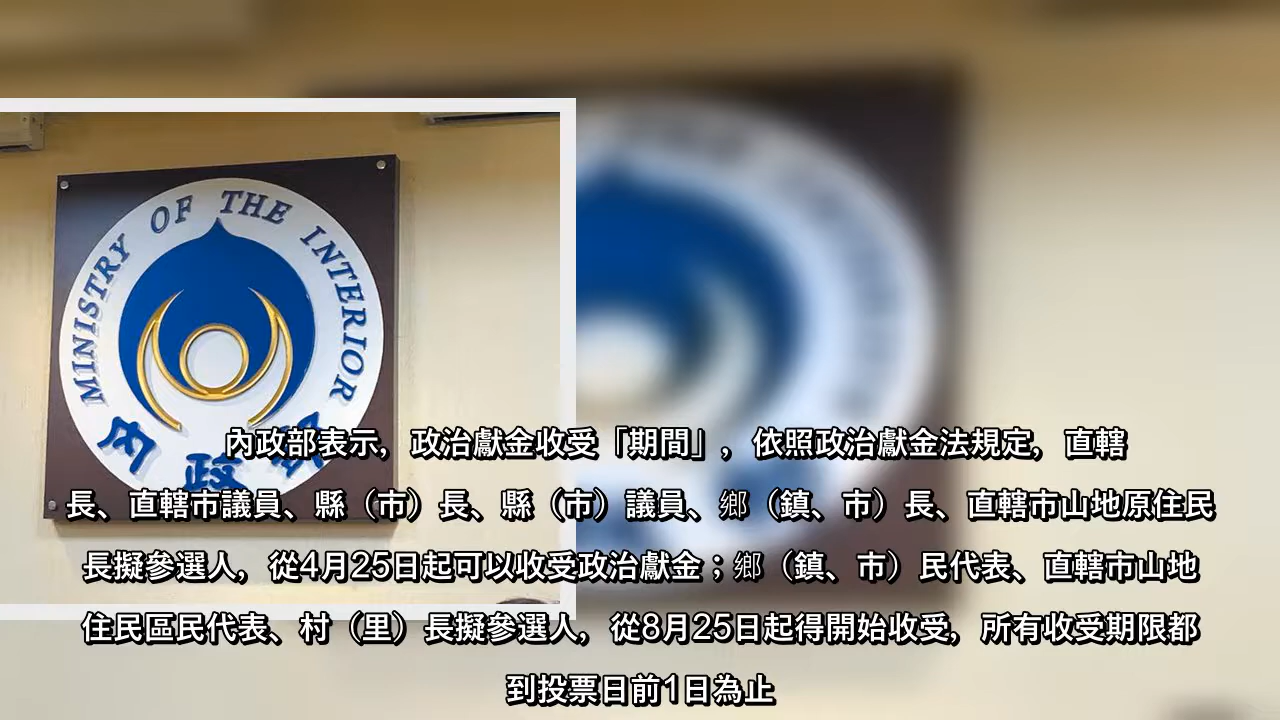 MINISTRY OF THE INTERIOR
內政部
內政部表示，政治獻金收受「期間」，依照政治獻金法規定，直轄
長、直轄市議員、縣（市）長、縣（市）議員、鄉（鎮、市）長、直轄市山地原住民
長擬參選人，從4月25日起可以收受政治獻金；鄉（鎮、市）民代表、直轄市山地
住民區民代表、村（里）長擬參選人，從8月25日起得開始收受，所有收受期限都
到投票日前1日為止